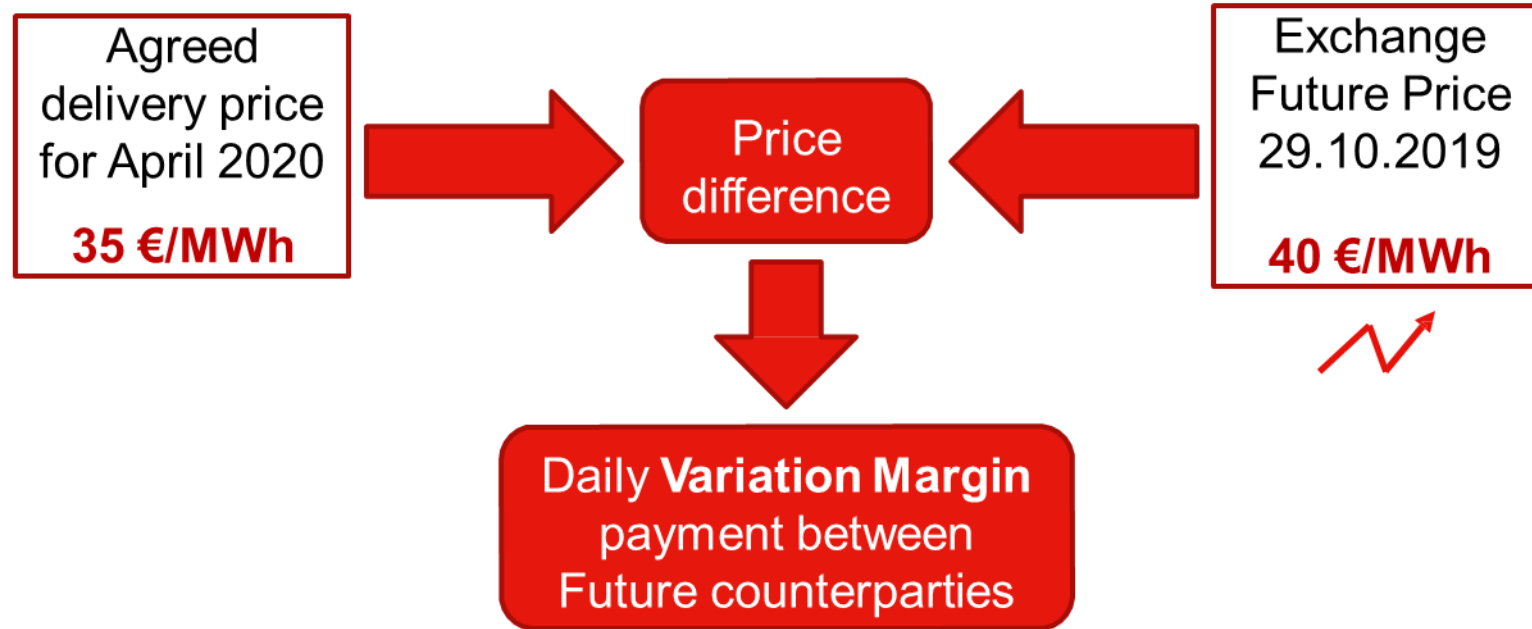 Agreed
delivery price
for April 2020
35 €/MWh
Price
difference
Exchange
Future Price
29.10.2019
40 €/MWh
Daily Variation Margin
payment between
Future counterparties